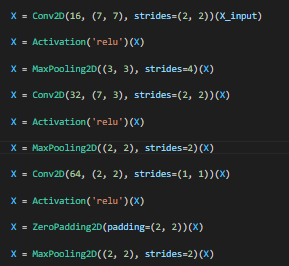 X = Conv2D(16, (7, 7), strides=(2, 2))(X_input)
X = Activation('relu')(X)
X = MaxPooling2D((3, 3), strides=4)(X)
X = Conv2D(32, (7, 3), strides=(2, 2))(X)
X = Activation('relu')(X)
X = MaxPooling2D((2, 2), strides=2)(X)
X = Conv2D(64, (2, 2), strides=(1, 1))(X)
X = Activation('relu')(X)
X = ZeroPadding2D(padding=(2, 2))(X)
X = MaxPooling2D((2, 2), strides=2)(X)